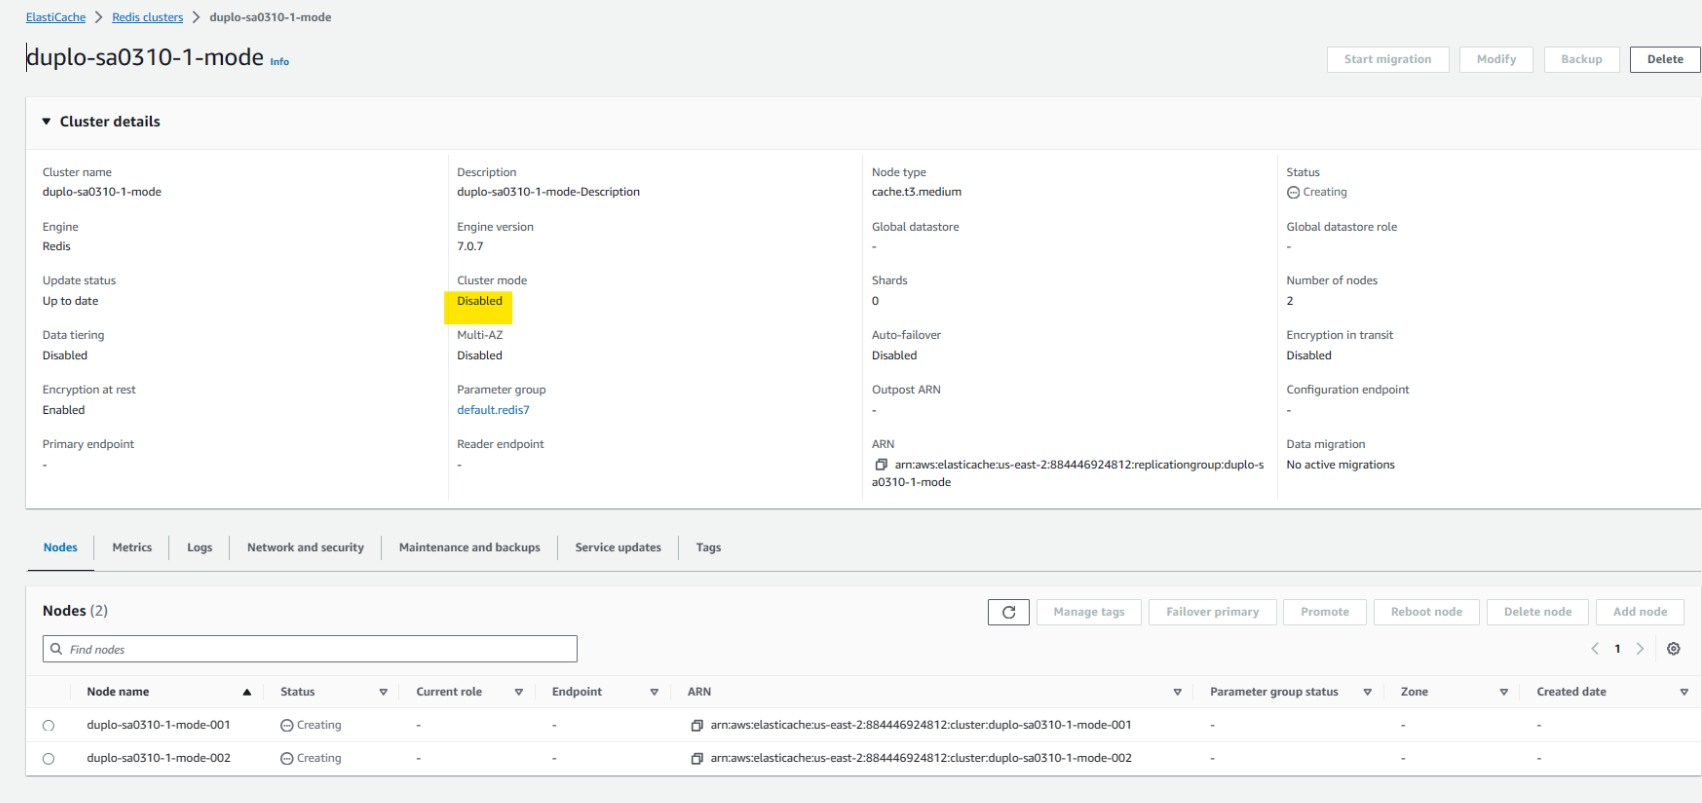 ElastiCache > Redis clusters > duplo-sa0310-1-mode
duplo-sa0310-1-mode Info
Start migration Modify Backup Delete
Cluster details
Cluster name Description Node type Status
duplo-sa0310-1-mode duplo-sa0310-1-mode-Description cache.t3.medium Creating
Engine Engine version Global datastore Global datastore role
Redis 7.0.7 - -
Update status Cluster mode Shards Number of nodes
Up to date Disabled 0 2
Data tiering Multi-AZ Auto-failover Encryption in transit
Disabled Disabled Disabled Disabled
Encryption at rest Parameter group Outpost ARN Configuration endpoint
Enabled default.redis7 - -
Primary endpoint Reader endpoint ARN Data migration
- - arn:aws:elasticache:us-east-2:884446924812:replicationgroup:duplo-s No active migrations
a0310-1-mode
Nodes Metrics Logs Network and security Maintenance and backups Service updates Tags
Nodes (2) Manage tags Failover primary Promote Reboot node Delete node Add node
Find nodes < 1 >
Node name Status Current role Endpoint ARN Parameter group status Zone Created date
duplo-sa0310-1-mode-001 Creating - - arn:aws:elasticache:us-east-2:884446924812:cluster:duplo-sa0310-1-mode-001 - - -
duplo-sa0310-1-mode-002 Creating - - arn:aws:elasticache:us-east-2:884446924812:cluster:duplo-sa0310-1-mode-002 - - -